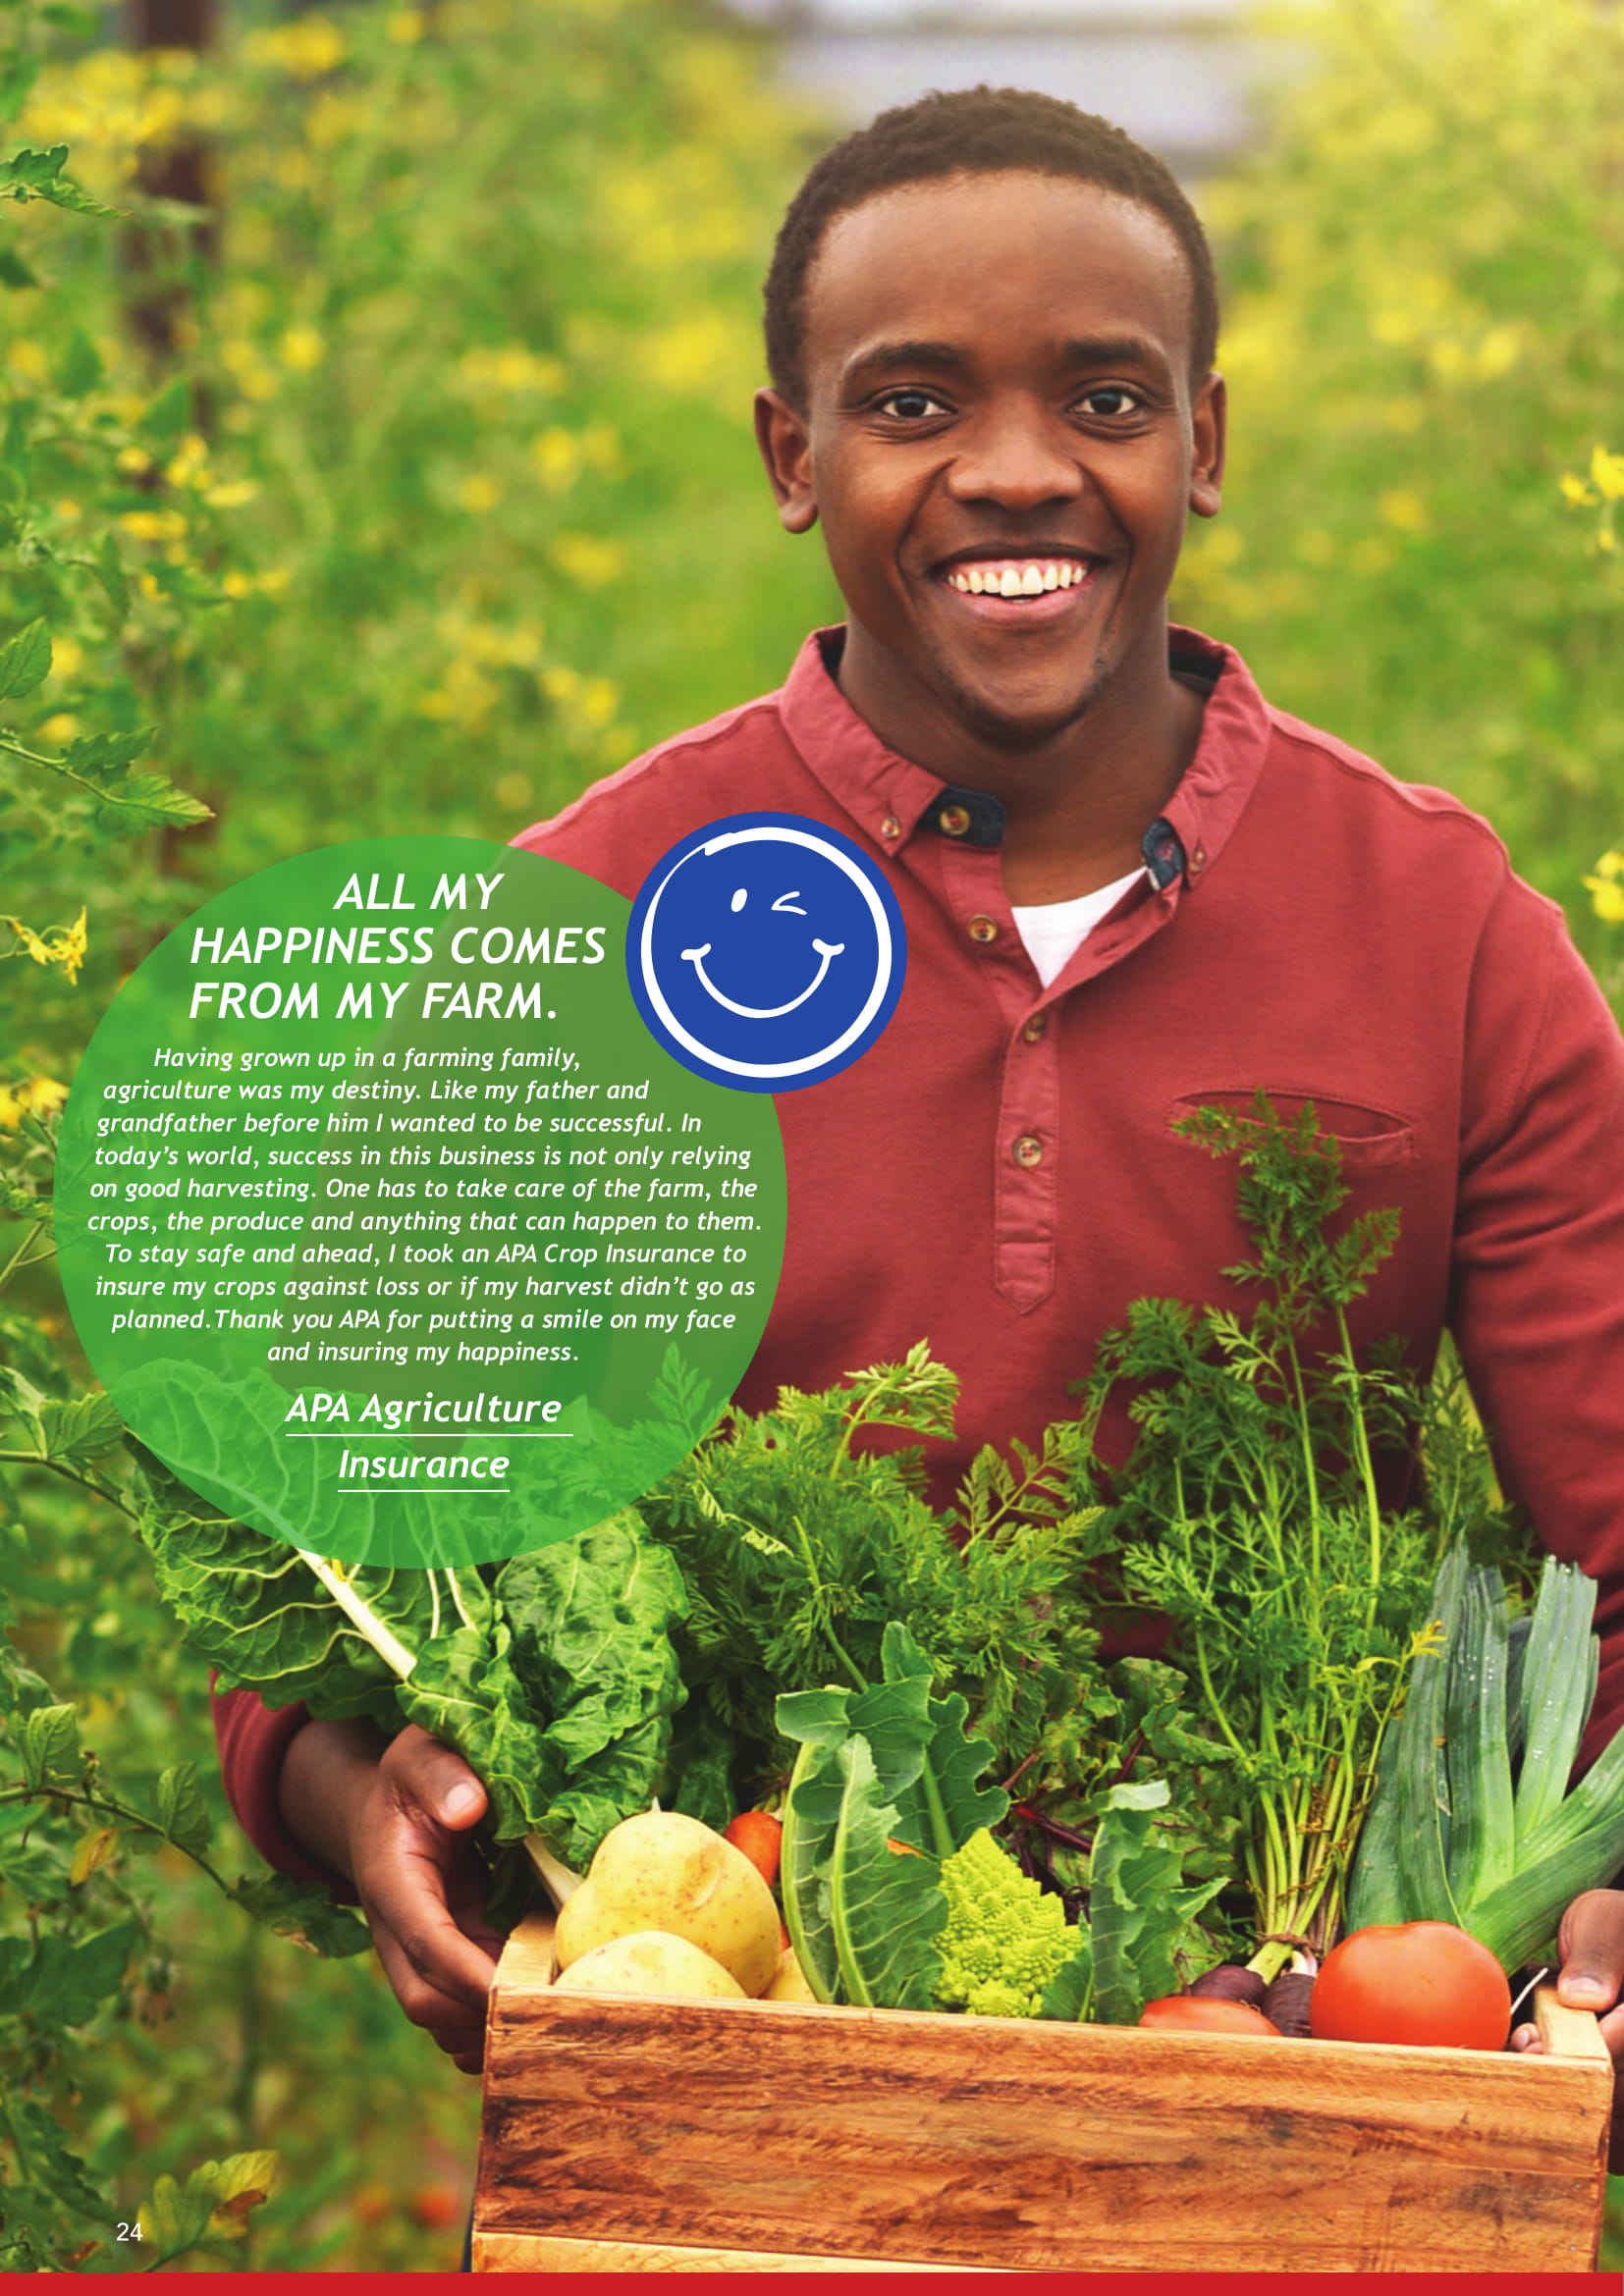 ALL MY
HAPPINESS COMES
FROM MY FARM.
Having grown up in a farming family,
agriculture was my destiny. Like my father and
grandfather before him I wanted to be successful. In
today's world, success in this business is not only relying
on good harvesting. One has to take care of the farm, the
crops, the produce and anything that can happen to them.
To stay safe and ahead, I took an APA Crop Insurance to
insure my crops against loss or if my harvest didn't go as
planned.Thank you APA for putting a smile on my face
and insuring my happiness.
APA Agriculture
Insurance
24